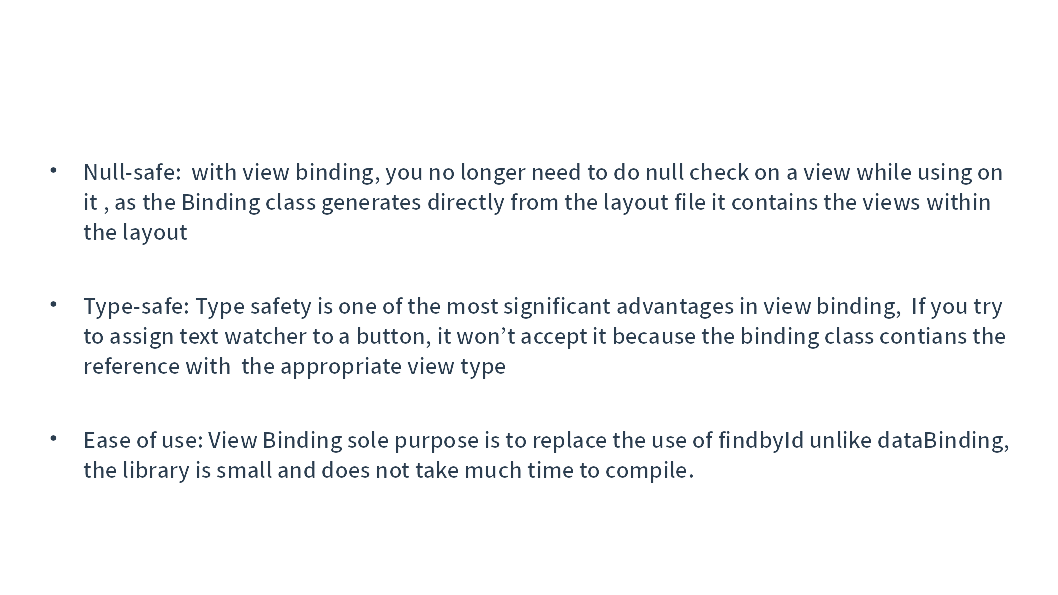 • Null-safe:  with view binding, you no longer need to do null check on a view while using on
it , as the Binding class generates directly from the layout file it contains the views within
the layout
• Type-safe: Type safety is one of the most significant advantages in view binding,  If you try
to assign text watcher to a button, it won’t accept it because the binding class contians the
reference with  the appropriate view type
• Ease of use: View Binding sole purpose is to replace the use of findbyId unlike dataBinding,
the library is small and does not take much time to compile.